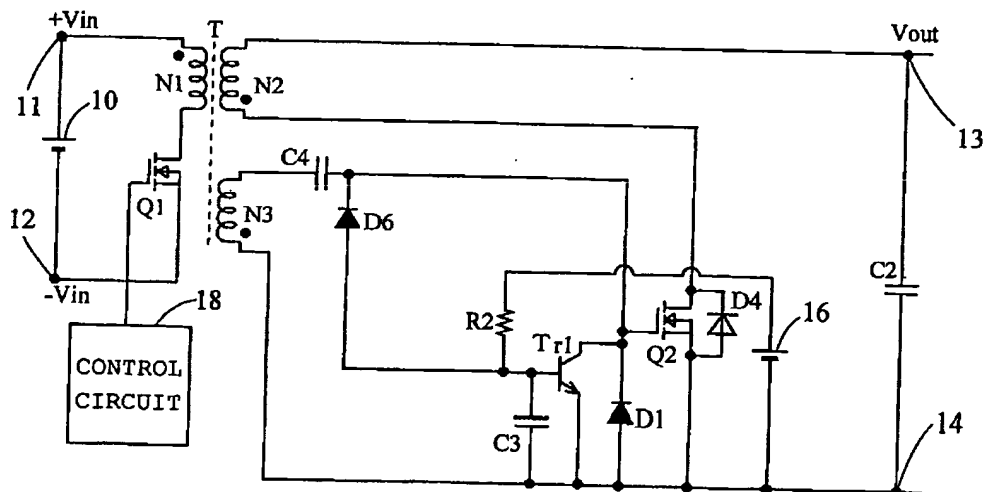 +Vin
T
Vout
11
10
N1
N2
13
C4
12
Q1
N3
D6
-Vin
18
R2
D4
16
C2
Tr1
Q2
CONTROL
CIRCUIT
C3
D1
14